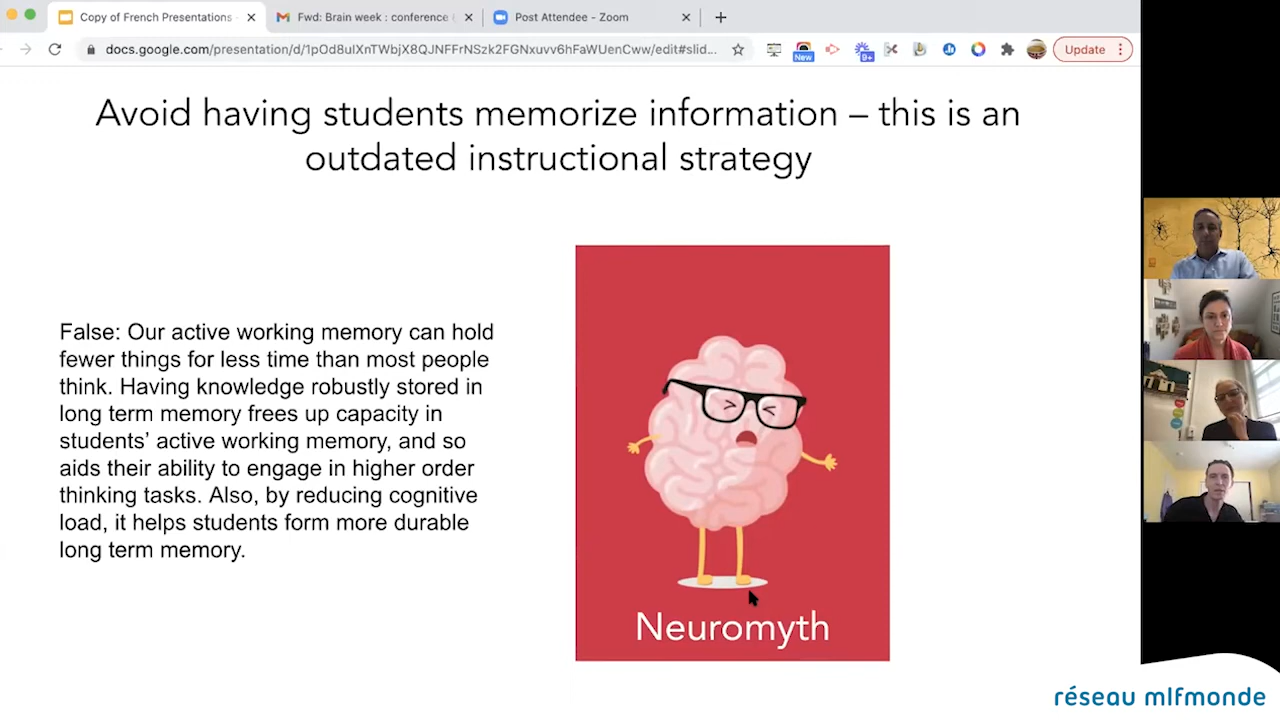 Copy of French Presentations
Fwd: Brain week : conference
Post Attendee - Zoom
docs.google.com/presentation/d/1pOd8ulXnTWbjX8QJNFFrNSzk2FGNxuvv6hFaWUenCww/edit#slid...
New
9+
Update
Avoid having students memorize information – this is an
outdated instructional strategy
False: Our active working memory can hold
fewer things for less time than most people
think. Having knowledge robustly stored in
long term memory frees up capacity in
students’ active working memory, and so
aids their ability to engage in higher order
thinking tasks. Also, by reducing cognitive
load, it helps students form more durable
long term memory.
Neuromyth
réseau mlfmonde